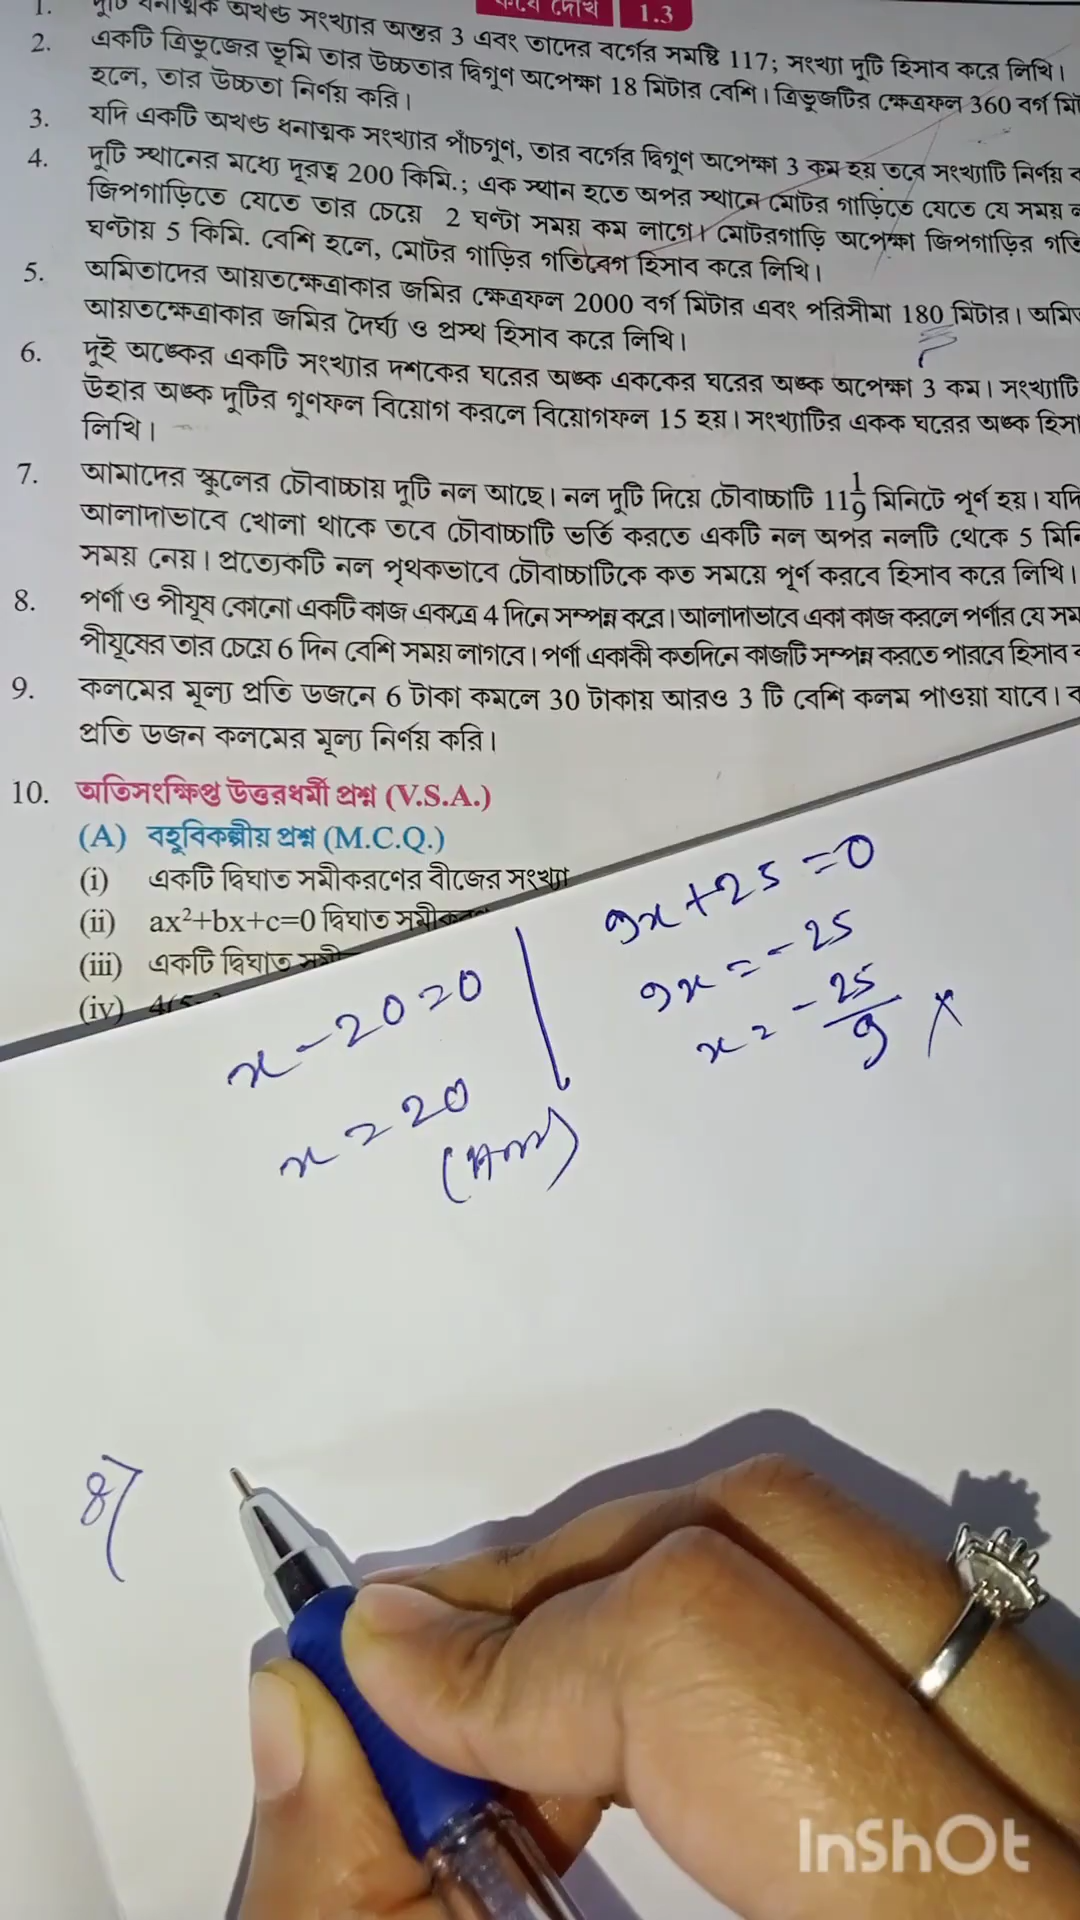 কষে দেখি 1.3
1. দুটি ধনাত্মক অখণ্ড সংখ্যার অন্তর 3 এবং তাদের বর্গের সমষ্টি 117; সংখ্যা দুটি হিসাব করে লিখি।
2. একটি ত্রিভুজের ভূমি তার উচ্চতার দ্বিগুণ অপেক্ষা 18 মিটার বেশি। ত্রিভুজটির ক্ষেত্রফল 360 বর্গ মি
হলে, তার উচ্চতা নির্ণয় করি।
3. যদি একটি অখণ্ড ধনাত্মক সংখ্যার পাঁচগুণ, তার বর্গের দ্বিগুণ অপেক্ষা 3 কম হয় তবে সংখ্যাটি নির্ণয়
4. দুটি স্থানের মধ্যে দূরত্ব 200 কিমি.; এক স্থান হতে অপর স্থানে মোটর গাড়িতে যেতে যে সময়
জিপগাড়িতে যেতে তার চেয়ে 2 ঘণ্টা সময় কম লাগে। মোটরগাড়ি অপেক্ষা জিপগাড়ির গতি
ঘণ্টায় 5 কিমি. বেশি হলে, মোটর গাড়ির গতিবেগ হিসাব করে লিখি।
5. অমিতাদের আয়তক্ষেত্রাকার জমির ক্ষেত্রফল 2000 বর্গ মিটার এবং পরিসীমা 180 মিটার। অমি
আয়তক্ষেত্রাকার জমির দৈর্ঘ্য ও প্রস্থ হিসাব করে লিখি।
6. দুই অঙ্কের একটি সংখ্যার দশকের ঘরের অঙ্ক এককের ঘরের অঙ্ক অপেক্ষা 3 কম। সংখ্যাটি
উহার অঙ্ক দুটির গুণফল বিয়োগ করলে বিয়োগফল 15 হয়। সংখ্যাটির একক ঘরের অঙ্ক হিসা
লিখি।
7. আমাদের স্কুলের চৌবাচ্চায় দুটি নল আছে। নল দুটি দিয়ে চৌবাচ্চাটি 11 1/9 মিনিটে পূর্ণ হয়। যদি
আলাদাভাবে খোলা থাকে তবে চৌবাচ্চাটি ভর্তি করতে একটি নল অপর নলটি থেকে 5 মিনি
সময় নেয়। প্রত্যেকটি নল পৃথকভাবে চৌবাচ্চাটিকে কত সময়ে পূর্ণ করবে হিসাব করে লিখি।
8. পর্ণা ও পীযূষ কোনো একটি কাজ একত্রে 4 দিনে সম্পন্ন করে। আলাদাভাবে একা কাজ করলে পর্ণার যে সম
পীযূষের তার চেয়ে 6 দিন বেশি সময় লাগবে। পর্ণা একাকী কতদিনে কাজটি সম্পন্ন করতে পারবে হিসাব
9. কলমের মূল্য প্রতি ডজনে 6 টাকা কমলে 30 টাকায় আরও 3 টি বেশি কলম পাওয়া যাবে।
প্রতি ডজন কলমের মূল্য নির্ণয় করি।
10. অতিসংক্ষিপ্ত উত্তরধর্মী প্রশ্ন (V.S.A.)
(A) বহুবিকল্পীয় প্রশ্ন (M.C.Q.)
(i) একটি দ্বিঘাত সমীকরণের বীজের সংখ্যা
(ii) ax²+bx+c=0 দ্বিঘাত সমীকরণ
(iii) একটি দ্বিঘাত
(iv)
x-20=0
x=20
(Ans)
9x+25=0
9x=-25
x=-25/9 ×
8)
InShOt